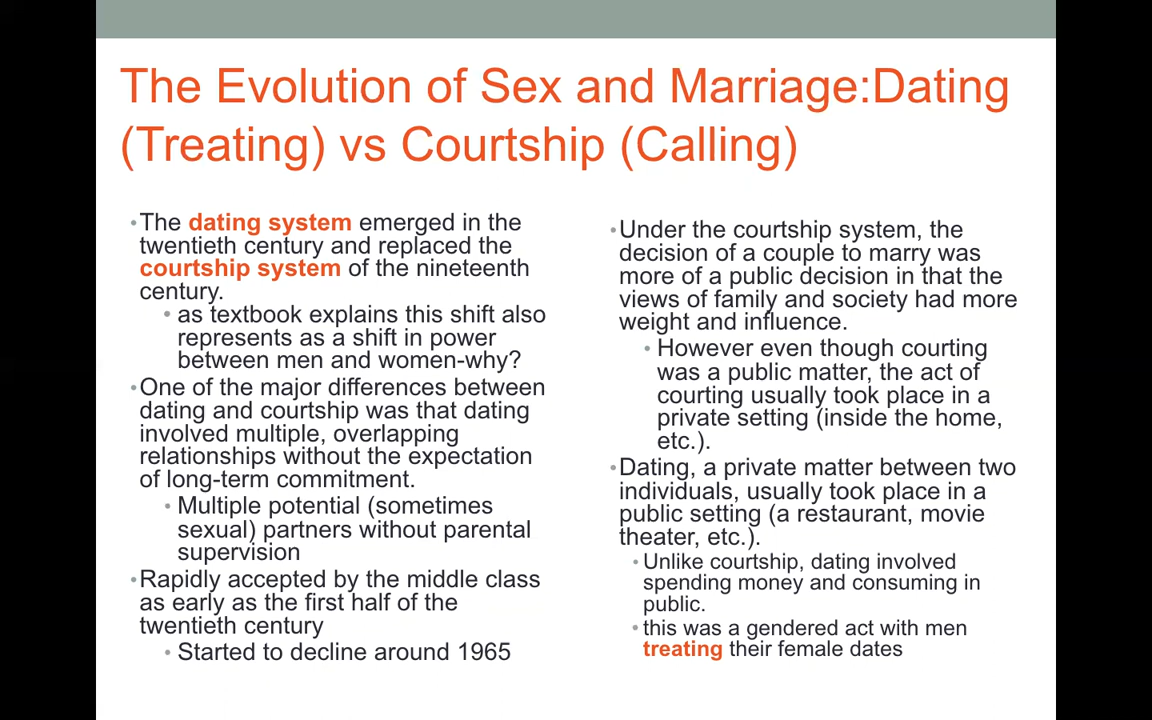 The Evolution of Sex and Marriage:Dating
(Treating) vs Courtship (Calling)
•The dating system emerged in the
twentieth century and replaced the
courtship system of the nineteenth
century.
• as textbook explains this shift also
represents as a shift in power
between men and women-why?
•One of the major differences between
dating and courtship was that dating
involved multiple, overlapping
relationships without the expectation
of long-term commitment.
• Multiple potential (sometimes
sexual) partners without parental
supervision
•Rapidly accepted by the middle class
as early as the first half of the
twentieth century
• Started to decline around 1965
•Under the courtship system, the
decision of a couple to marry was
more of a public decision in that the
views of family and society had more
weight and influence.
• However even though courting
was a public matter, the act of
courting usually took place in a
private setting (inside the home,
etc.).
•Dating, a private matter between two
individuals, usually took place in a
public setting (a restaurant, movie
theater, etc.).
• Unlike courtship, dating involved
spending money and consuming in
public.
• this was a gendered act with men
treating their female dates